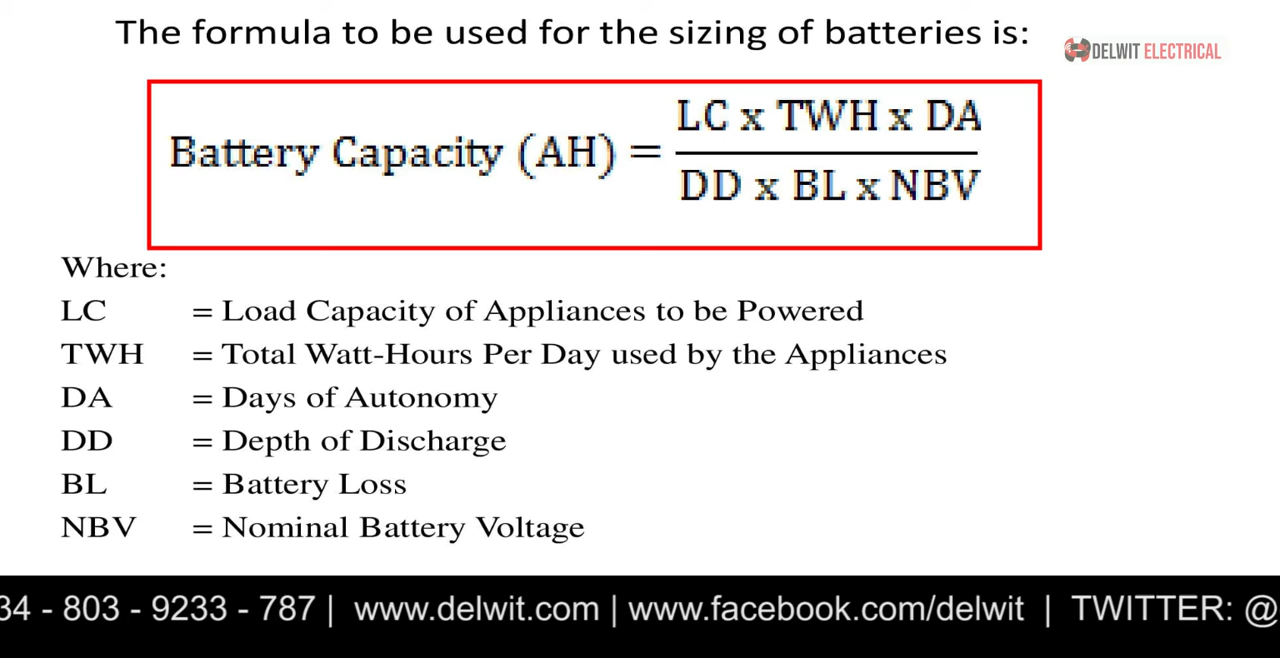 The formula to be used for the sizing of batteries is:
DELWIT ELECTRICAL
Battery Capacity (AH) = LC x TWH x DA
DD x BL x NBV
Where:
LC = Load Capacity of Appliances to be Powered
TWH = Total Watt-Hours Per Day used by the Appliances
DA = Days of Autonomy
DD = Depth of Discharge
BL = Battery Loss
NBV = Nominal Battery Voltage
34 - 803 - 9233 - 787 | www.delwit.com | www.facebook.com/delwit | TWITTER: @